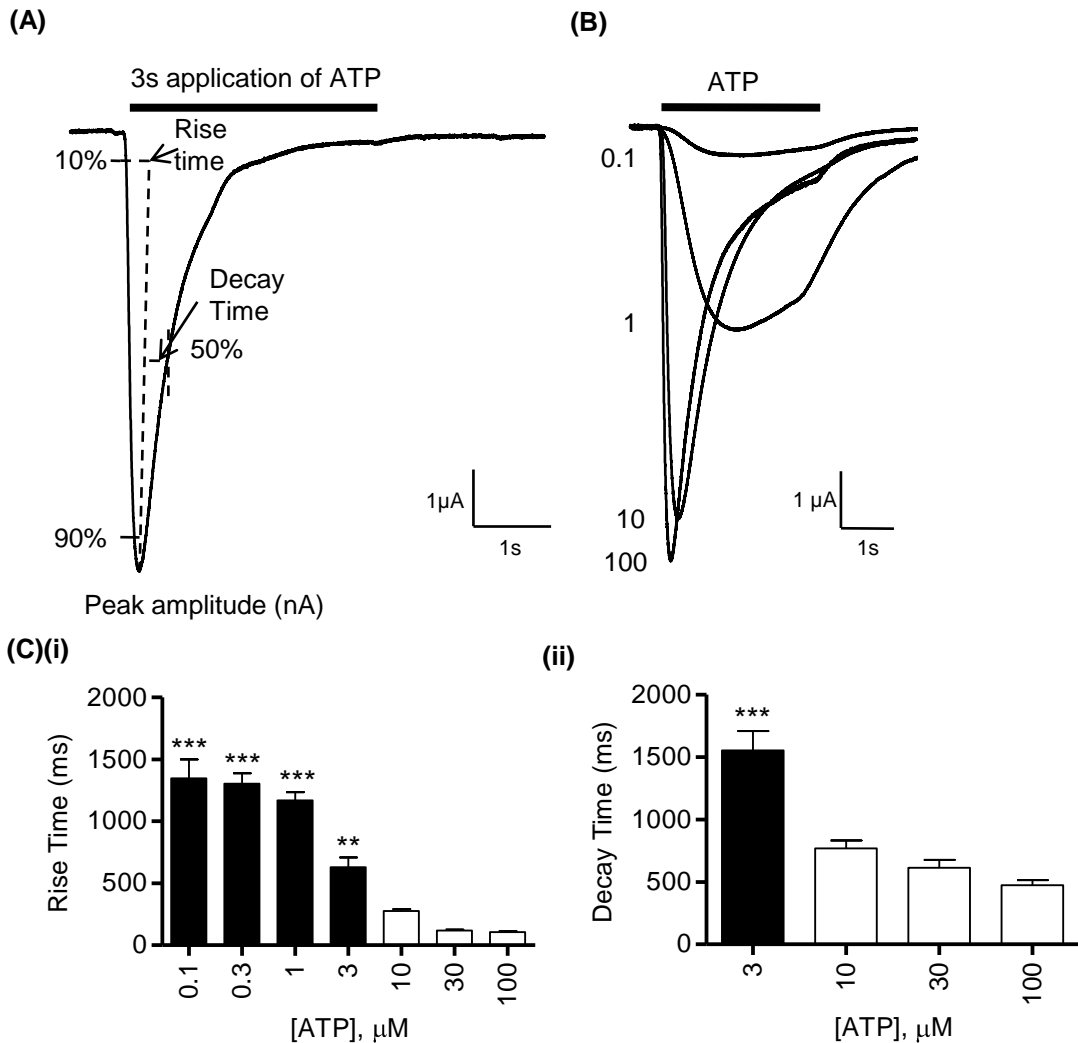 (A)
3s application of ATP
Rise
time
10%
Decay
Time
50%
90%
1µA
1s
Peak amplitude (nA)
(B)
ATP
0.1
1
10
100
1 µA
1s
(C)(i)
Rise Time (ms)
2000
1500
1000
500
0
***
***
***
**
0.1
0.3
1
3
10
30
100
[ATP], µM
(ii)
Decay Time (ms)
2000
1500
1000
500
0
***
3
10
30
100
[ATP], µM